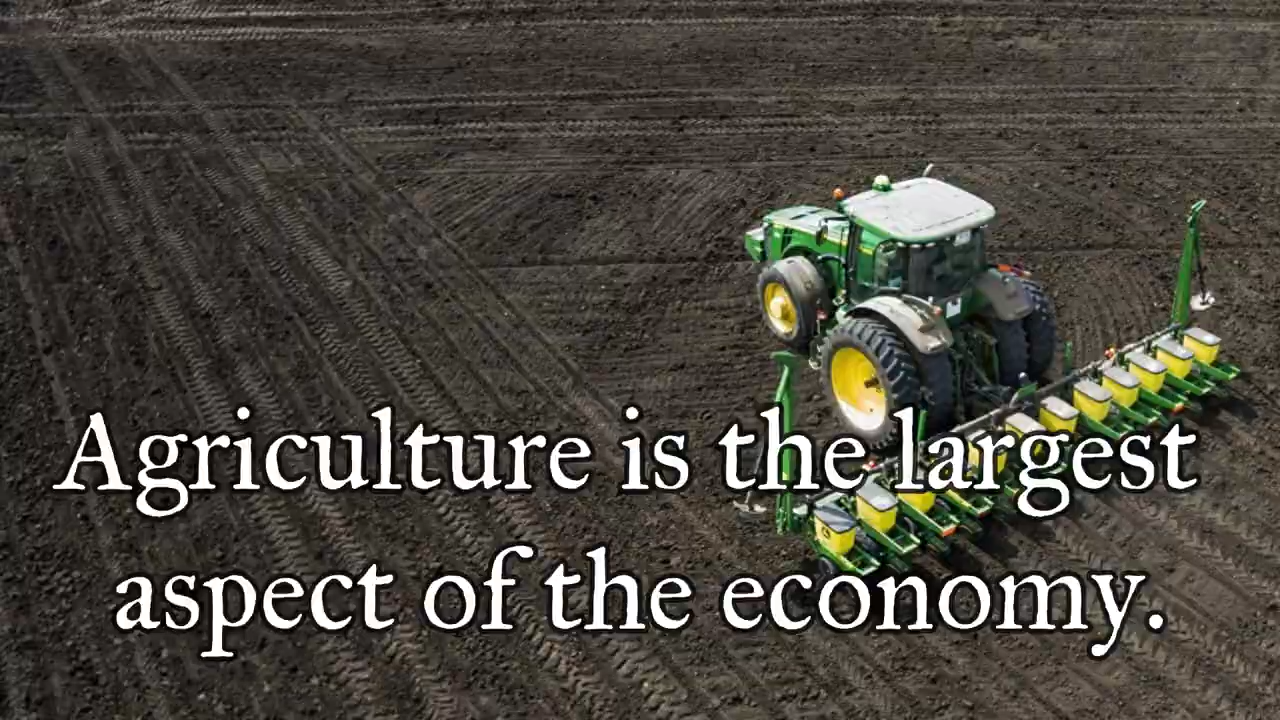 Agriculture is the largest
aspect of the economy.